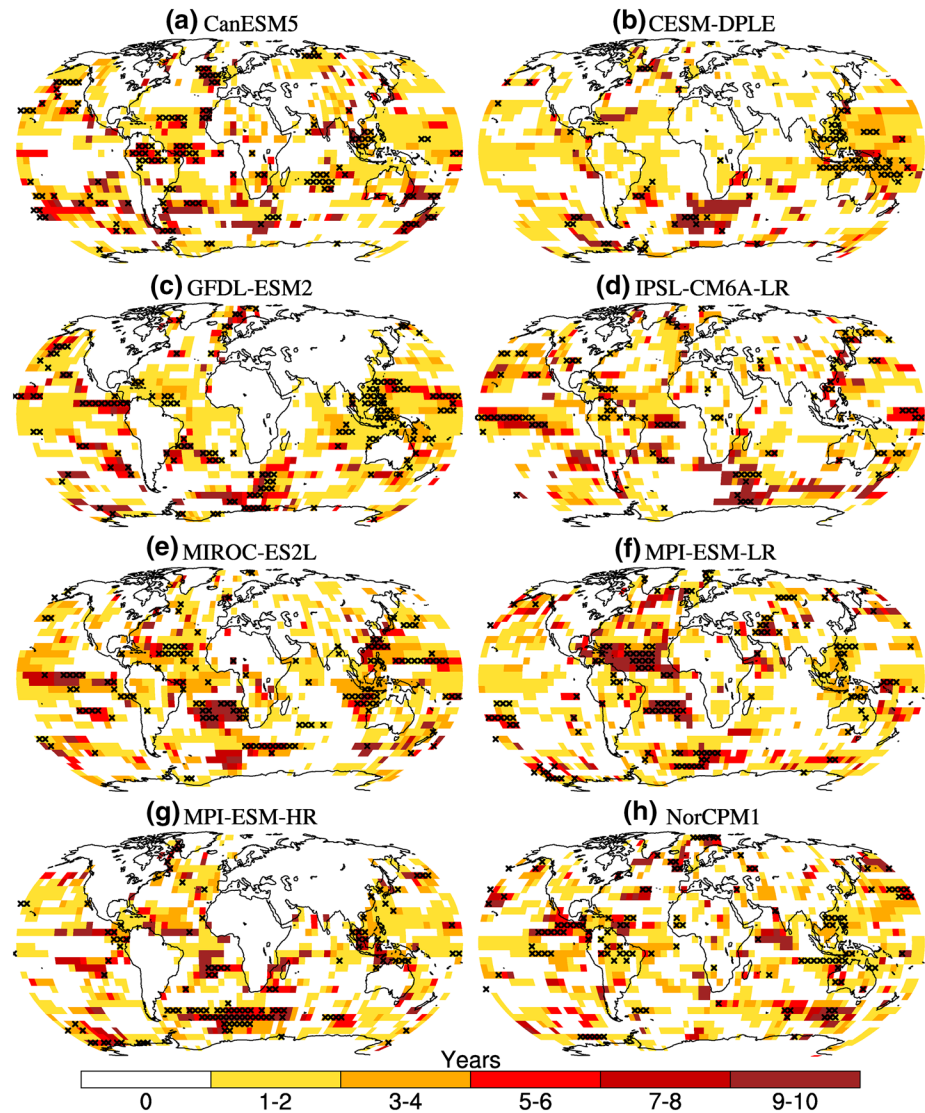 (a) CanESM5
(b) CESM-DPLE
(c) GFDL-ESM2
(d) IPSL-CM6A-LR
(e) MIROC-ES2L
(f) MPI-ESM-LR
(g) MPI-ESM-HR
(h) NorCPM1
Years
0 1-2 3-4 5-6 7-8 9-10